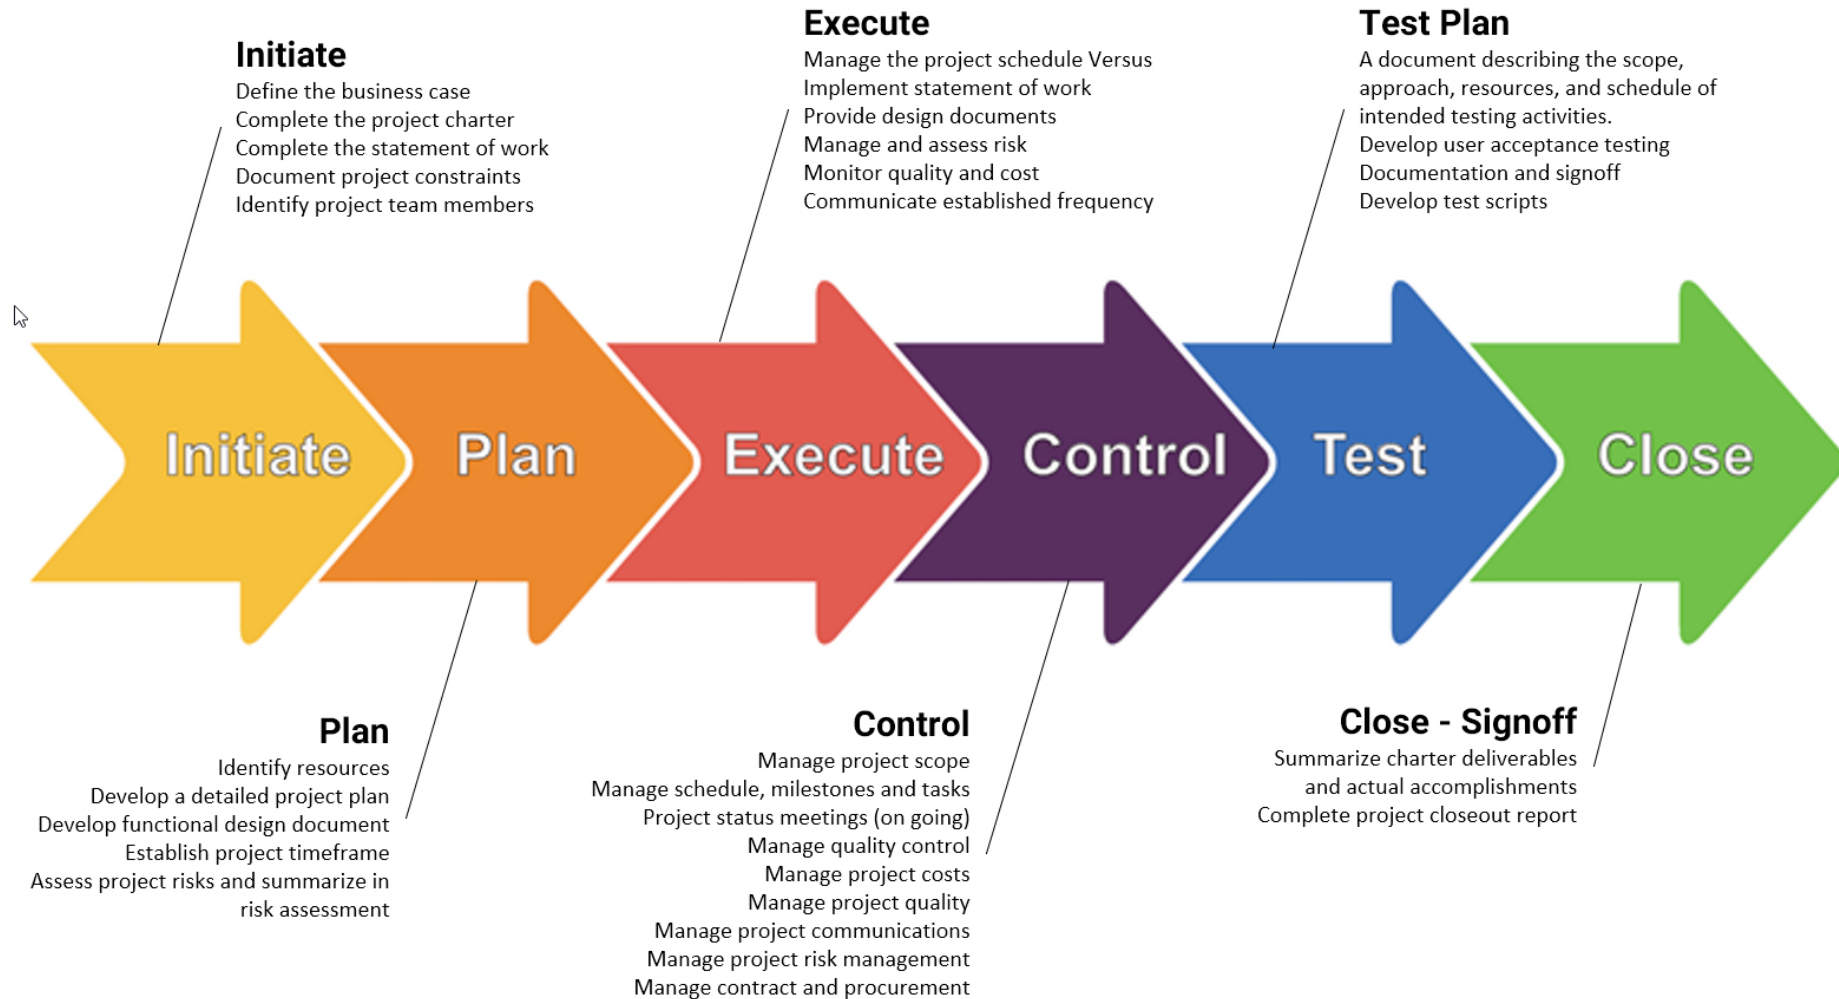 Initiate
Define the business case
Complete the project charter
Complete the statement of work
Document project constraints
Identify project team members
Execute
Manage the project schedule Versus
Implement statement of work
Provide design documents
Manage and assess risk
Monitor quality and cost
Communicate established frequency
Test Plan
A document describing the scope,
approach, resources, and schedule of
intended testing activities.
Develop user acceptance testing
Documentation and signoff
Develop test scripts
Initiate
Plan
Execute
Control
Test
Close
Plan
Identify resources
Develop a detailed project plan
Develop functional design document
Establish project timeframe
Assess project risks and summarize in
risk assessment
Control
Manage project scope
Manage schedule, milestones and tasks
Project status meetings (on going)
Manage quality control
Manage project costs
Manage project quality
Manage project communications
Manage project risk management
Manage contract and procurement
Close - Signoff
Summarize charter deliverables
and actual accomplishments
Complete project closeout report